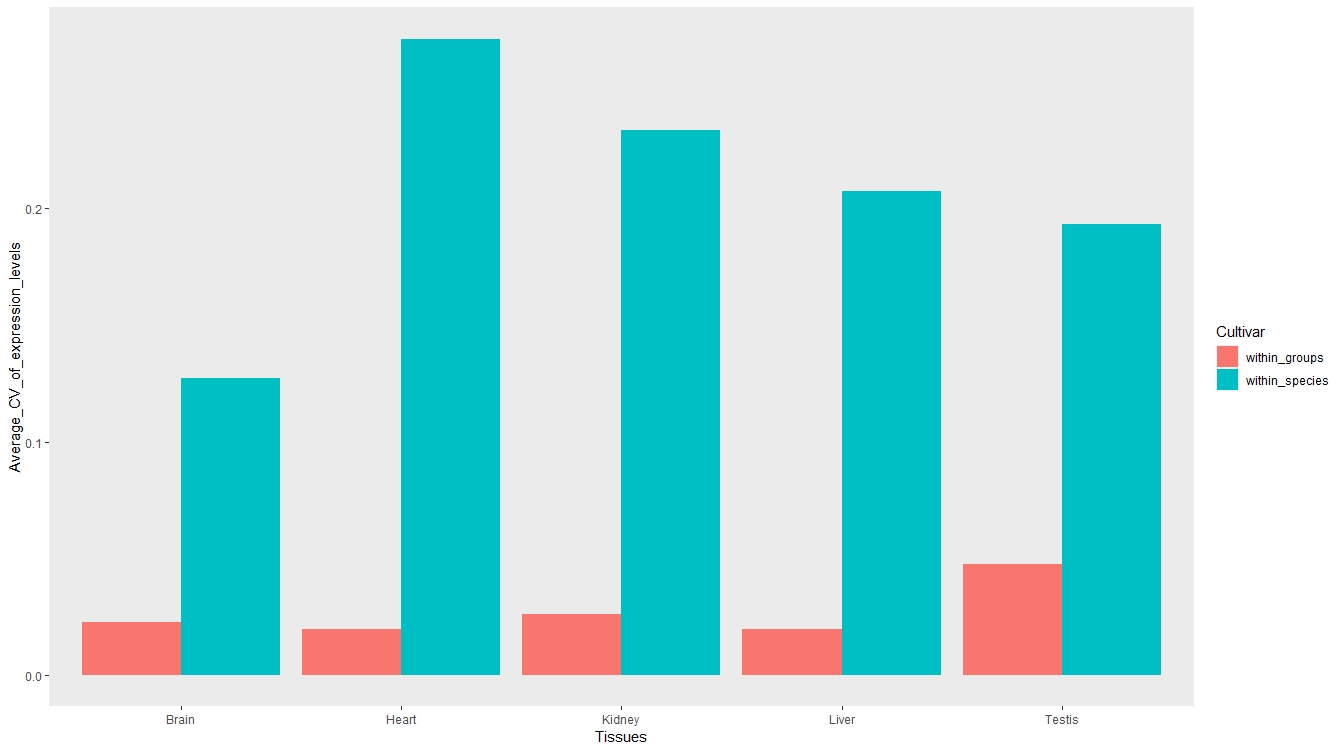 Average_CV_of_expression_levels
0.2
0.1
0.0
Brain Heart Kidney Liver Testis
Tissues
Cultivar
within_groups
within_species